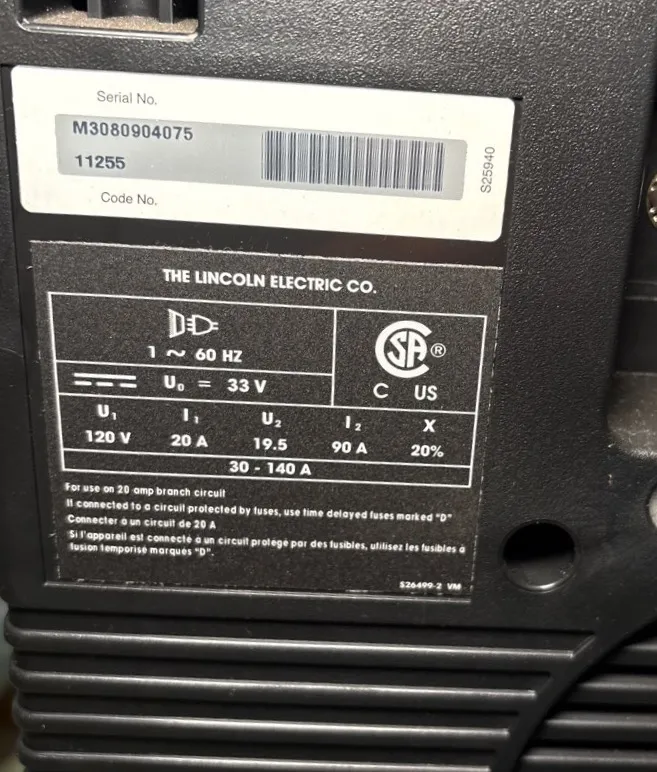 Serial No.
M3080904075
11255
Code No.
S25940
THE LINCOLN ELECTRIC CO.
1 ~ 60 HZ
U₀ = 33 V
SA ®
C US
U₁ I₁ U₂ I₂ X
120 V 20 A 19.5 90 A 20%
30 - 140 A
For use on 20 amp branch circuit
If connected to a circuit protected by fuses, use time delayed fuses marked "D"
Connecter à un circuit de 20 A
Si l'appareil est connecté à un circuit protegé par des fusibles, utilisez les fusibles à
fusion temporisé marqués "D".
S26499-2 VM